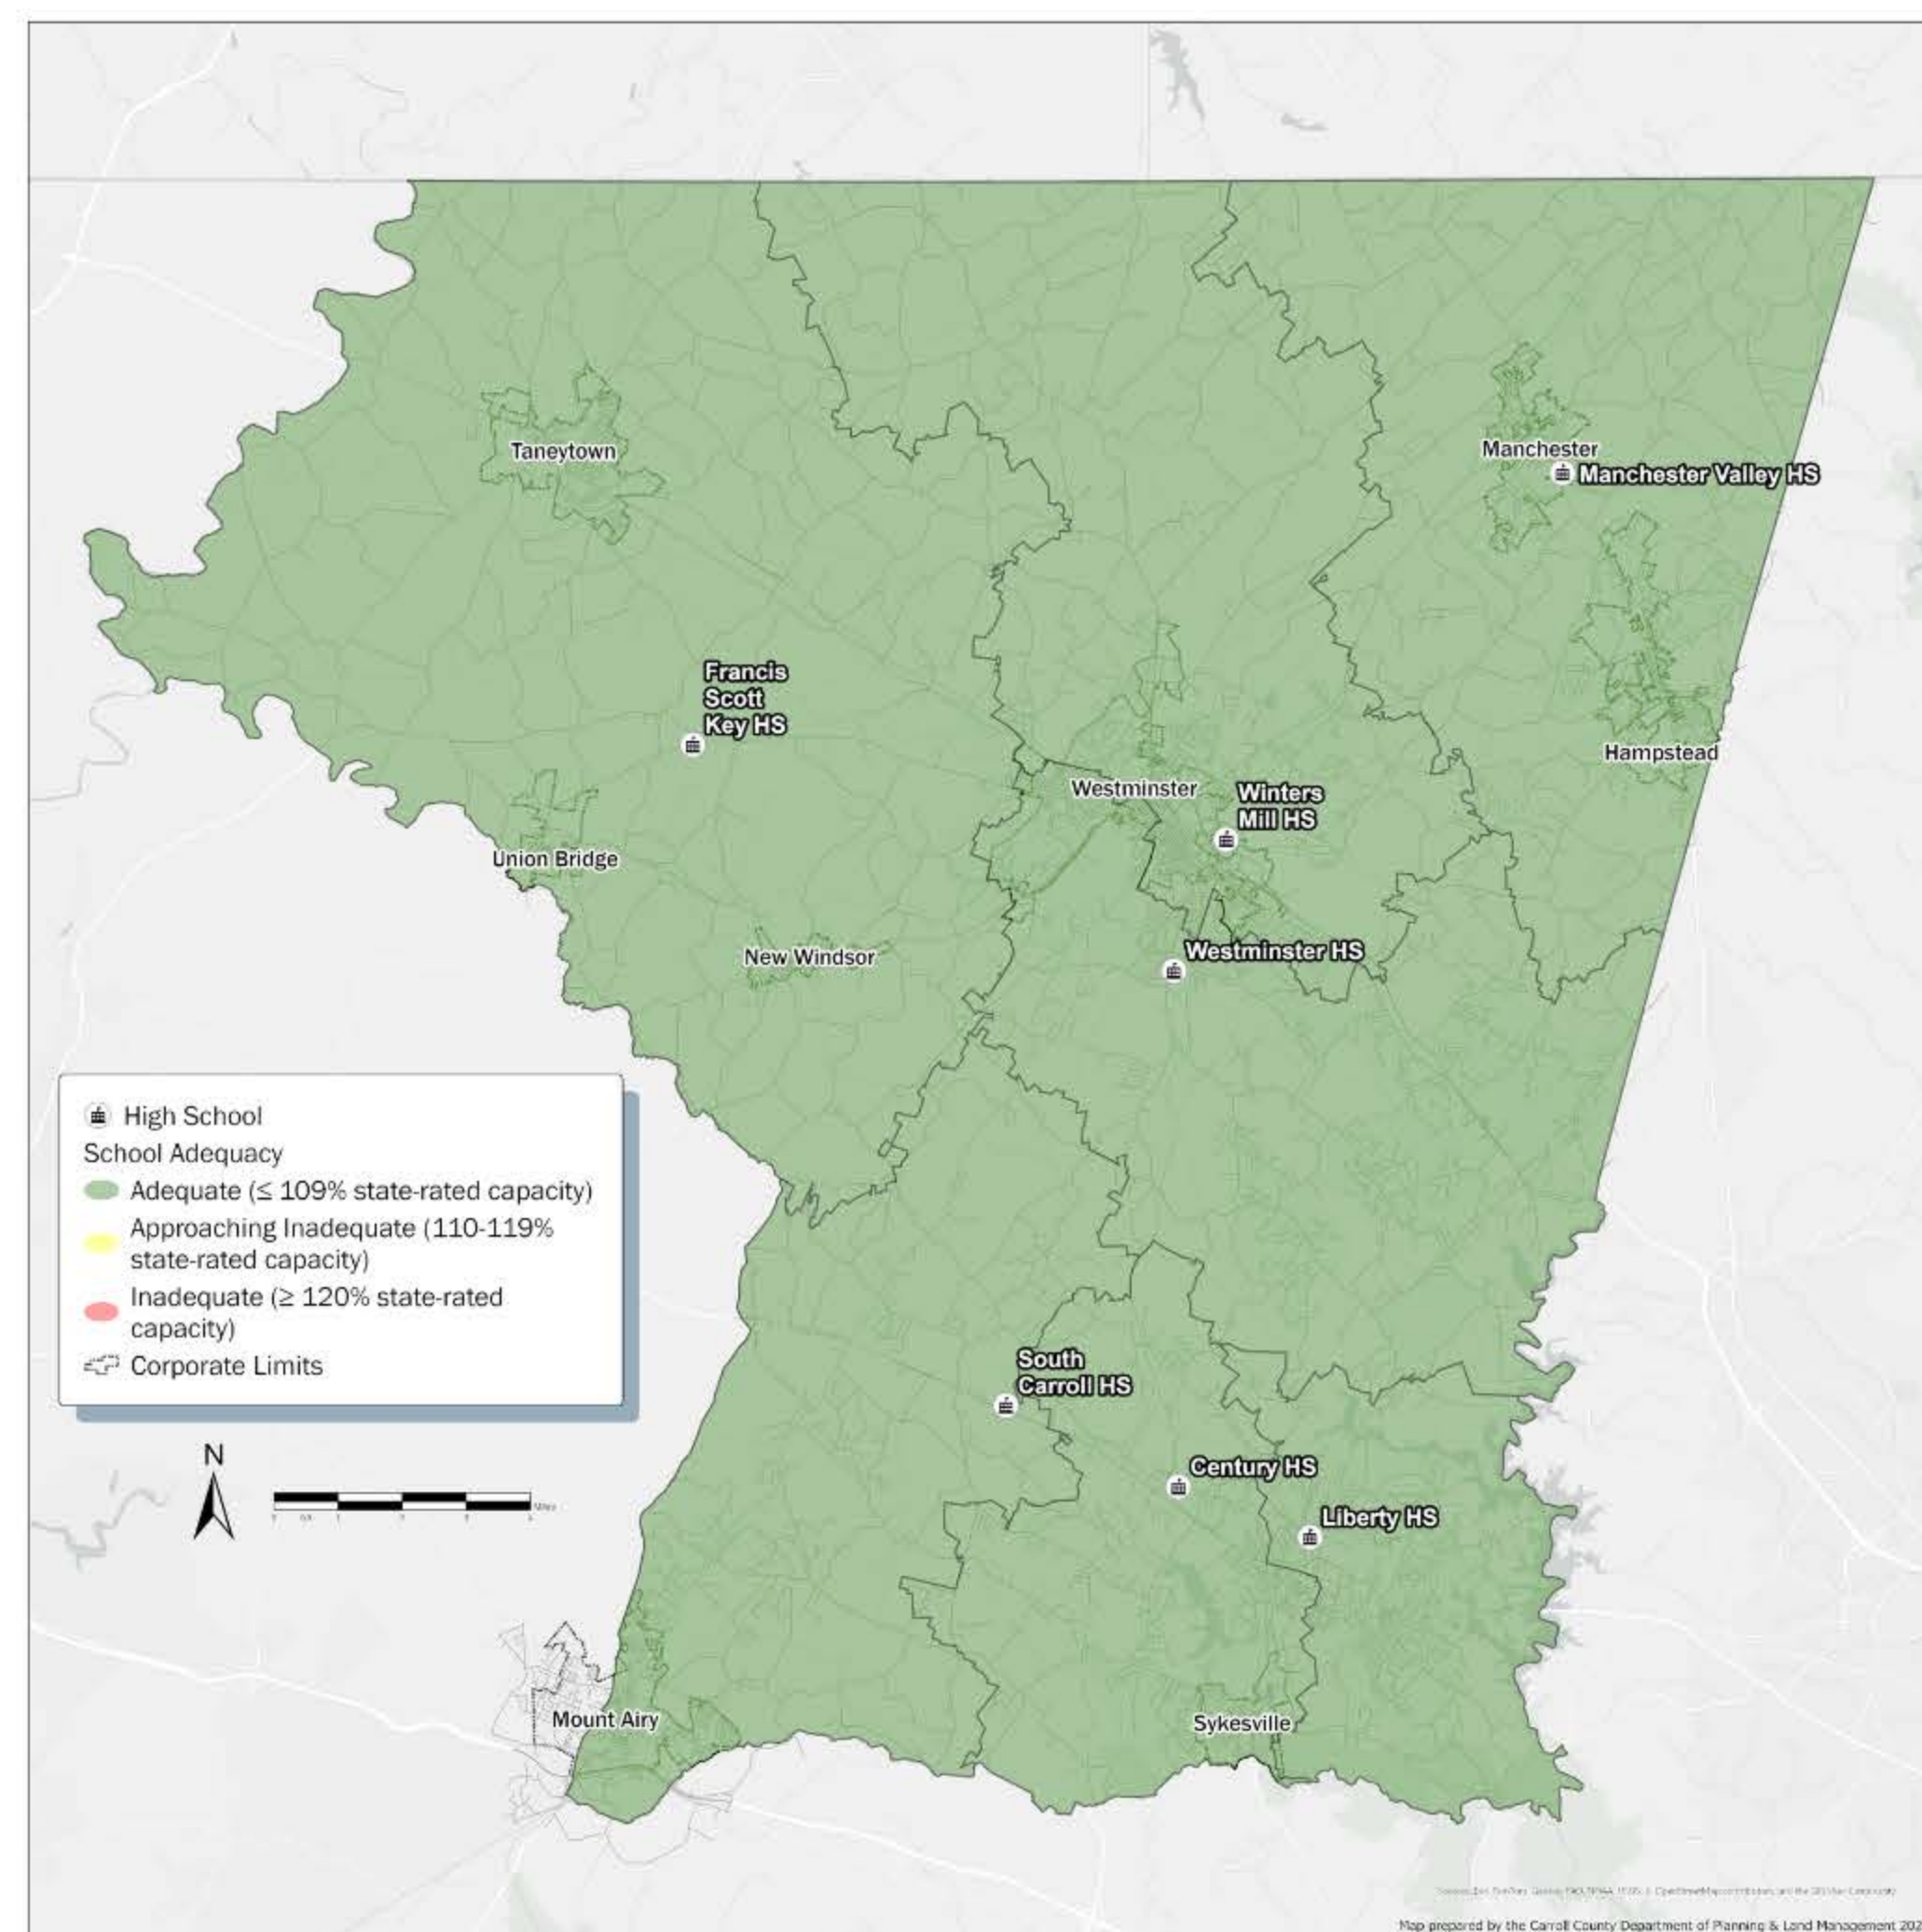 Taneytown
Manchester
Manchester Valley HS
Francis
Scott
Key HS
Hampstead
Westminster
Winters
Mill HS
Union Bridge
Westminster HS
New Windsor
High School
School Adequacy
Adequate (≤ 109% state-rated capacity)
Approaching Inadequate (110-119%
state-rated capacity)
Inadequate (≥ 120% state-rated
capacity)
Corporate Limits
South
Carroll HS
N
Miles
Century HS
Liberty HS
Mount Airy
Sykesville
Map prepared by the Carroll County Department of Planning & Land Management